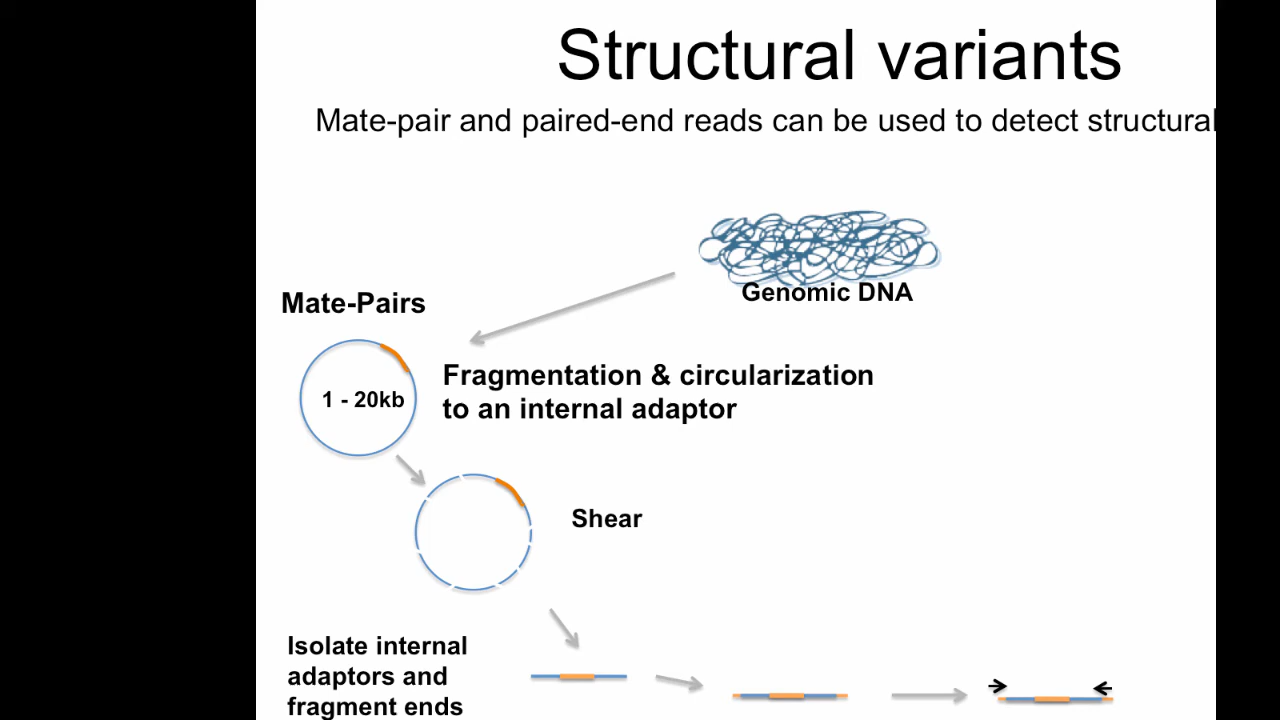 Structural variants
Mate-pair and paired-end reads can be used to detect structural
Genomic DNA
Mate-Pairs
1 - 20kb
Fragmentation & circularization
to an internal adaptor
Shear
Isolate internal
adaptors and
fragment ends